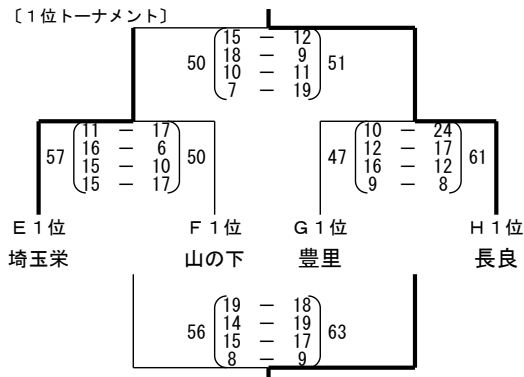 〔１位トーナメント〕
15 － 12
50 18 － 9 51
10 － 11
7 － 19
11 － 17 10 － 24
57 16 － 6 50 47 12 － 17 61
15 － 10 16 － 12
15 － 17 9 － 8
Ｅ１位 Ｆ１位 Ｇ１位 Ｈ１位
埼玉栄 山の下 豊里 長良
19 － 18
56 14 － 19 63
15 － 17
8 － 9